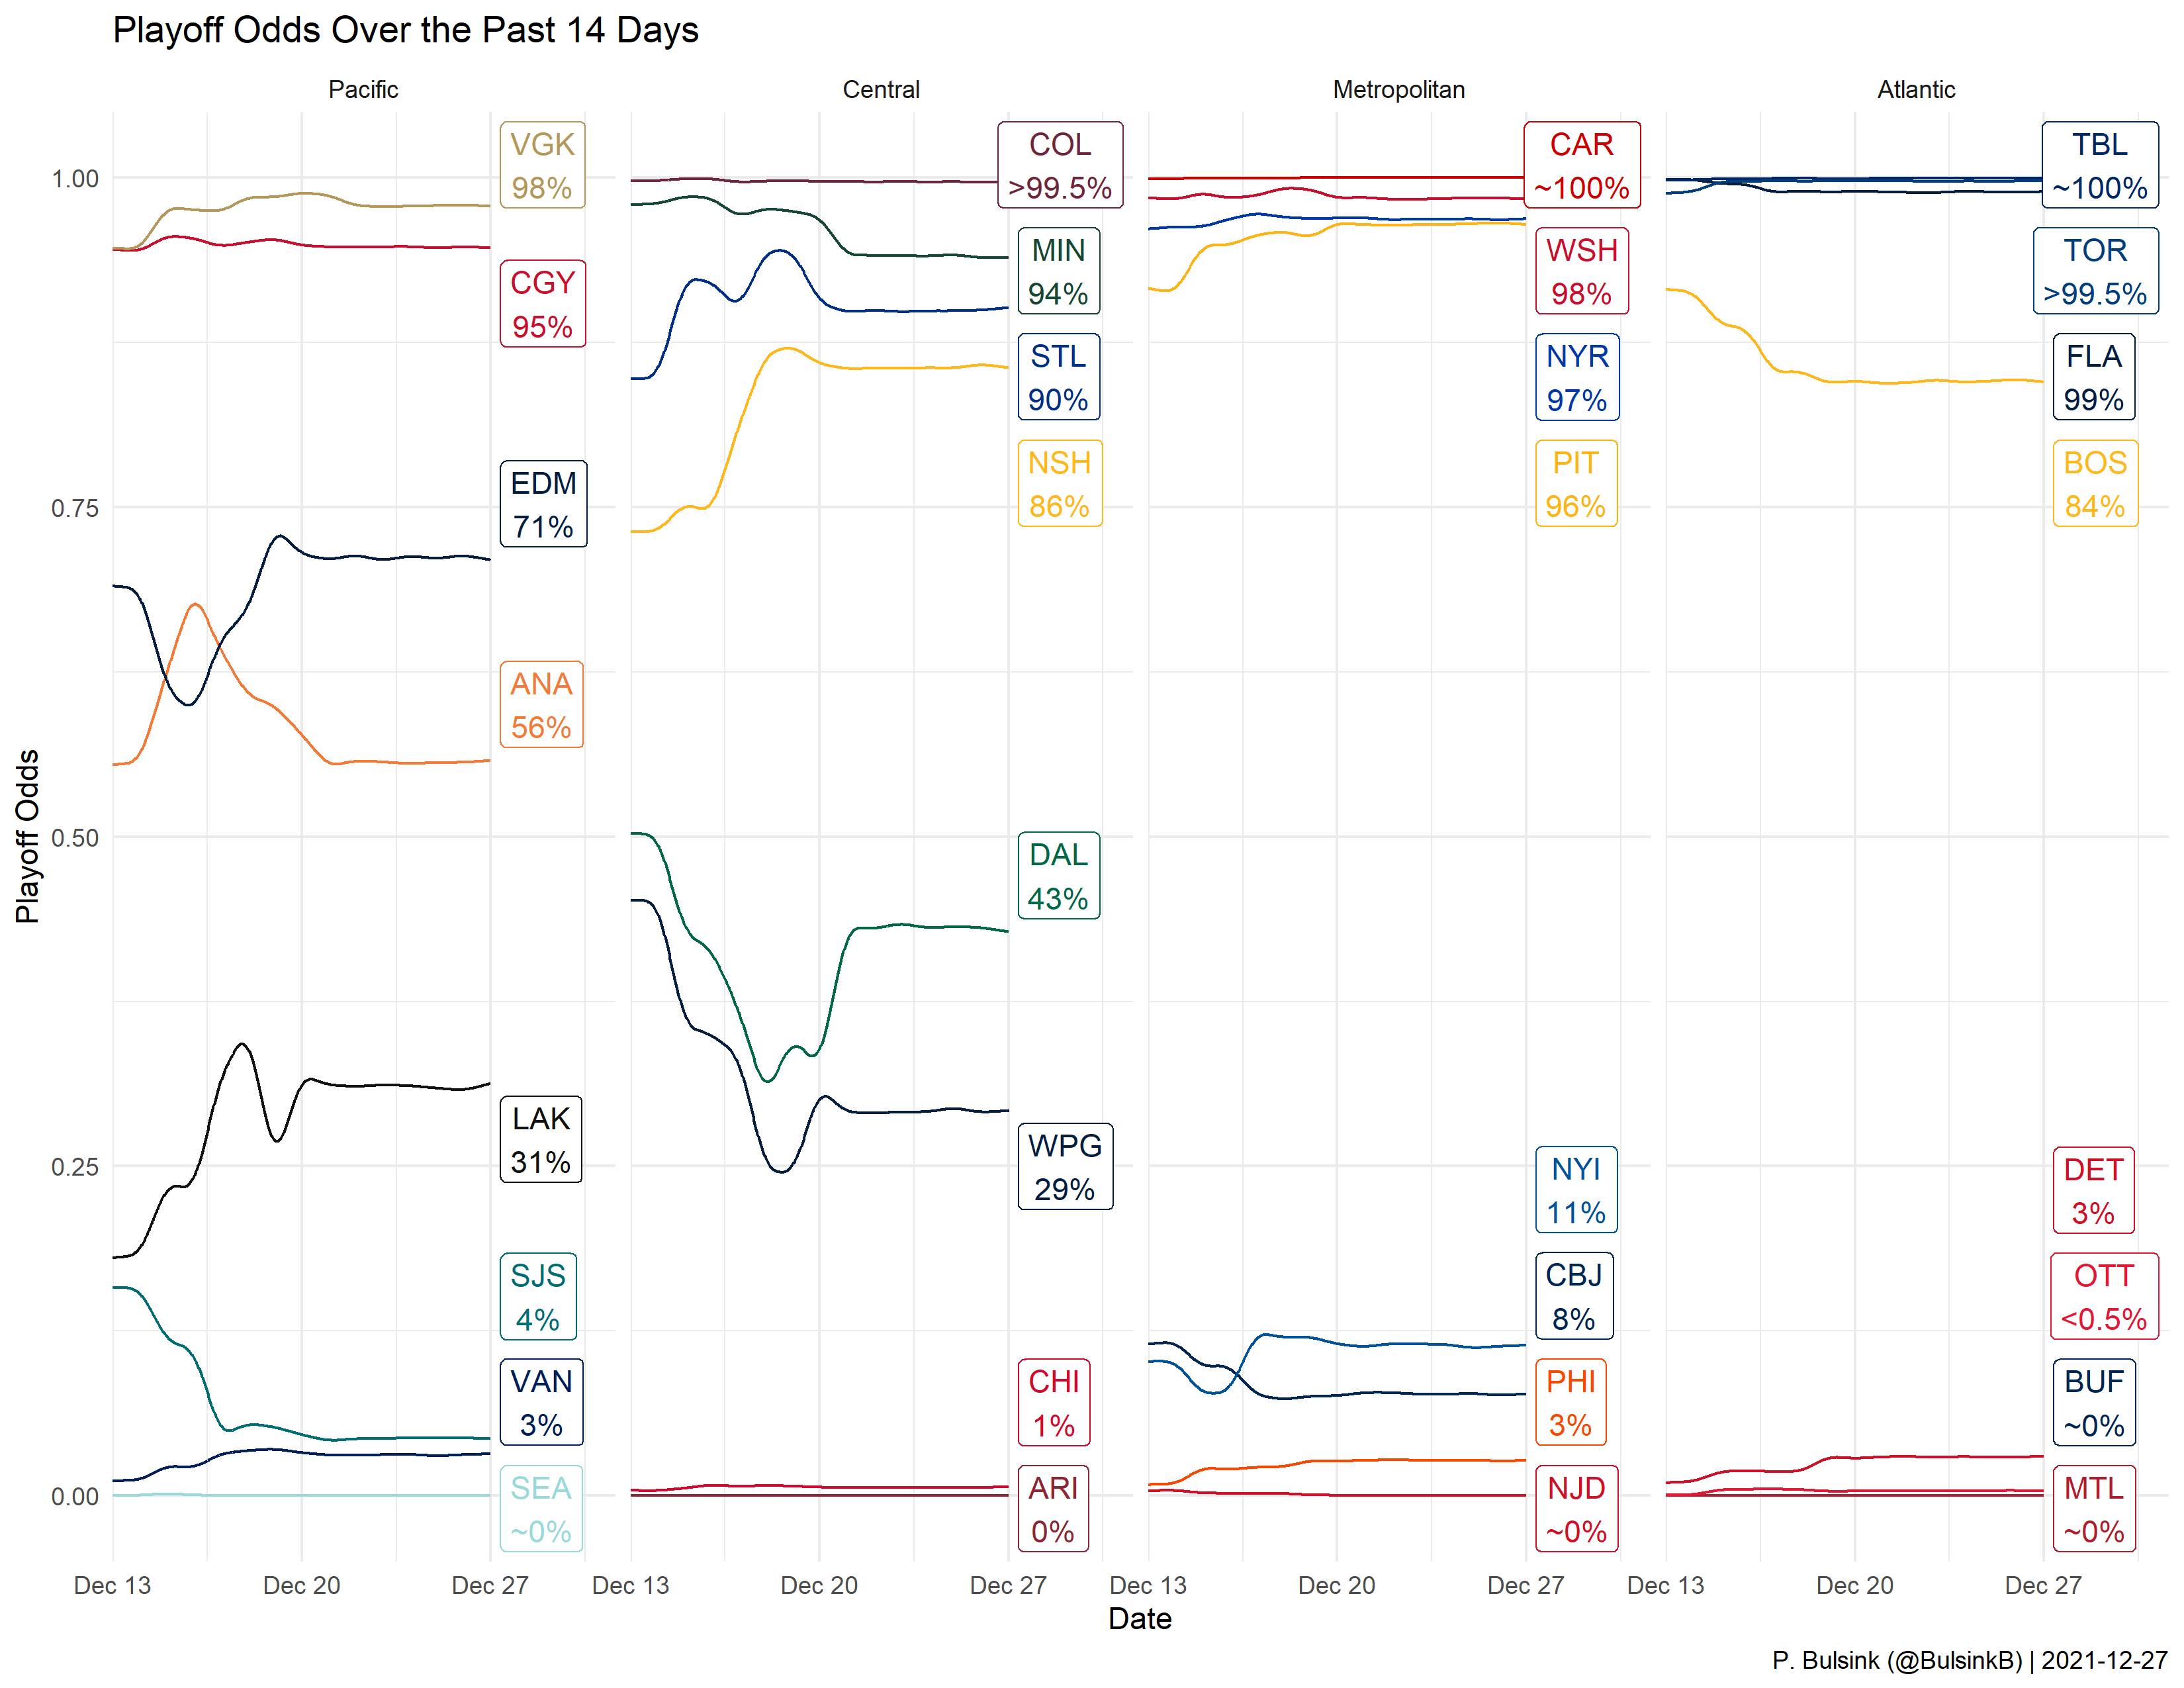 Playoff Odds Over the Past 14 Days
Pacific
Central
Metropolitan
Atlantic
Playoff Odds
1.00
0.75
0.50
0.25
0.00
VGK
98%
CGY
95%
EDM
71%
ANA
56%
LAK
31%
SJS
4%
VAN
3%
SEA
~0%
COL
>99.5%
MIN
94%
STL
90%
NSH
86%
DAL
43%
WPG
29%
CHI
1%
ARI
0%
CAR
~100%
WSH
98%
NYR
97%
PIT
96%
NYI
11%
CBJ
8%
PHI
3%
NJD
~0%
TBL
~100%
TOR
>99.5%
FLA
99%
BOS
84%
DET
3%
OTT
<0.5%
BUF
~0%
MTL
~0%
Dec 13
Dec 20
Dec 27
Dec 13
Dec 20
Dec 27
Dec 13
Dec 20
Dec 27
Dec 13
Dec 20
Dec 27
Date
P. Bulsink (@BulsinkB) | 2021-12-27